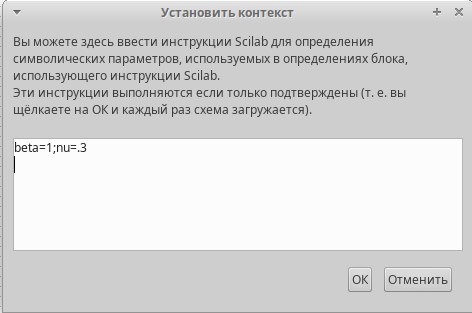 Установить контекст
Вы можете здесь ввести инструкции Scilab для определения
символических параметров, используемых в определениях блока,
использующего инструкции Scilab.
Эти инструкции выполняются если только подтверждены (т. е. вы
щёлкаете на ОК и каждый раз схема загружается).
beta=1;nu=.3
ОК Отменить